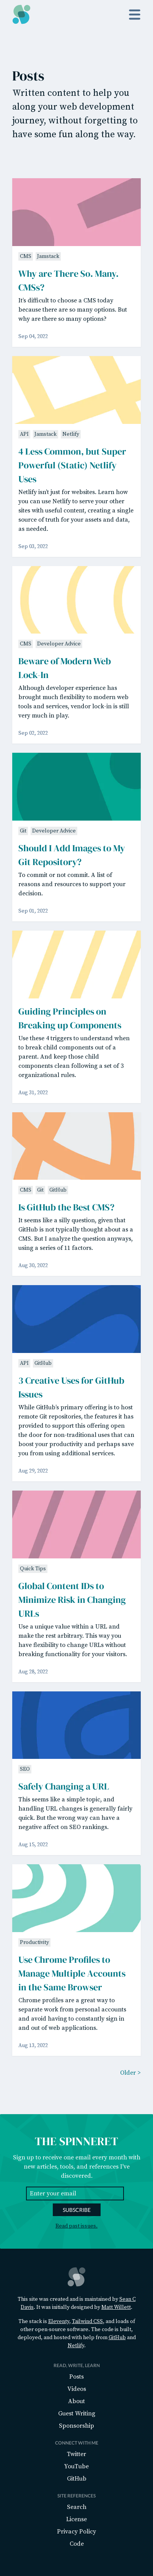 Posts
Written content to help you
along your web development
journey, without forgetting to
have some fun along the way.
CMS Jamstack
Why are There So. Many.
CMSs?
It's difficult to choose a CMS today
because there are so many options. But
why are there so many options?
Sep 04, 2022
API Jamstack Netlify
4 Less Common, but Super
Powerful (Static) Netlify
Uses
Netlify isn't just for websites. Learn how
you can use Netlify to serve your other
sites with useful content, creating a single
source of truth for your assets and data,
as needed.
Sep 03, 2022
CMS Developer Advice
Beware of Modern Web
Lock-In
Although developer experience has
brought much flexibility to modern web
tools and services, vendor lock-in is still
very much in play.
Sep 02, 2022
Git Developer Advice
Should I Add Images to My
Git Repository?
To commit or not commit. A list of
reasons and resources to support your
decision.
Sep 01, 2022
Guiding Principles on
Breaking up Components
Use these 4 triggers to understand when
to break child components out of a
parent. And keep those child
components clean following a set of 3
organizational rules.
Aug 31, 2022
CMS Git GitHub
Is GitHub the Best CMS?
It seems like a silly question, given that
GitHub is not typically thought about as a
CMS. But I analyze the question anyways,
using a series of 11 factors.
Aug 30, 2022
API GitHub
3 Creative Uses for GitHub
Issues
While GitHub's primary offering is to host
remote Git repositories, the features it has
provided to support this offering open
the door for non-traditional uses that can
boost your productivity and perhaps save
you from using additional services.
Aug 29, 2022
Quick Tips
Global Content IDs to
Minimize Risk in Changing
URLs
Use a unique value within a URL and
make the rest arbitrary. This way you
have flexibility to change URLs without
breaking functionality for your visitors.
Aug 28, 2022
SEO
Safely Changing a URL
This seems like a simple topic, and
handling URL changes is generally fairly
quick. But the wrong way can have a
negative affect on SEO rankings.
Aug 15, 2022
Productivity
Use Chrome Profiles to
Manage Multiple Accounts
in the Same Browser
Chrome profiles are a great way to
separate work from personal accounts
and avoid having to constantly sign in
and out of web applications.
Aug 13, 2022
Older >
THE SPINNERET
Sign up to receive one email every month with
new articles, tools, and references I've
discovered.
Enter your email
SUBSCRIBE
Read past issues.
This site was created and is maintained by Sean C
Davis. It was initially designed by Matt Willett.
The stack is Eleventy, Tailwind CSS, and loads of
other open-source software. The code is built,
deployed, and hosted with help from GitHub and
Netlify.
READ, WRITE, LEARN
Posts
Videos
About
Guest Writing
Sponsorship
CONNECT WITH ME
Twitter
YouTube
GitHub
SITE REFERENCES
Search
License
Privacy Policy
Code